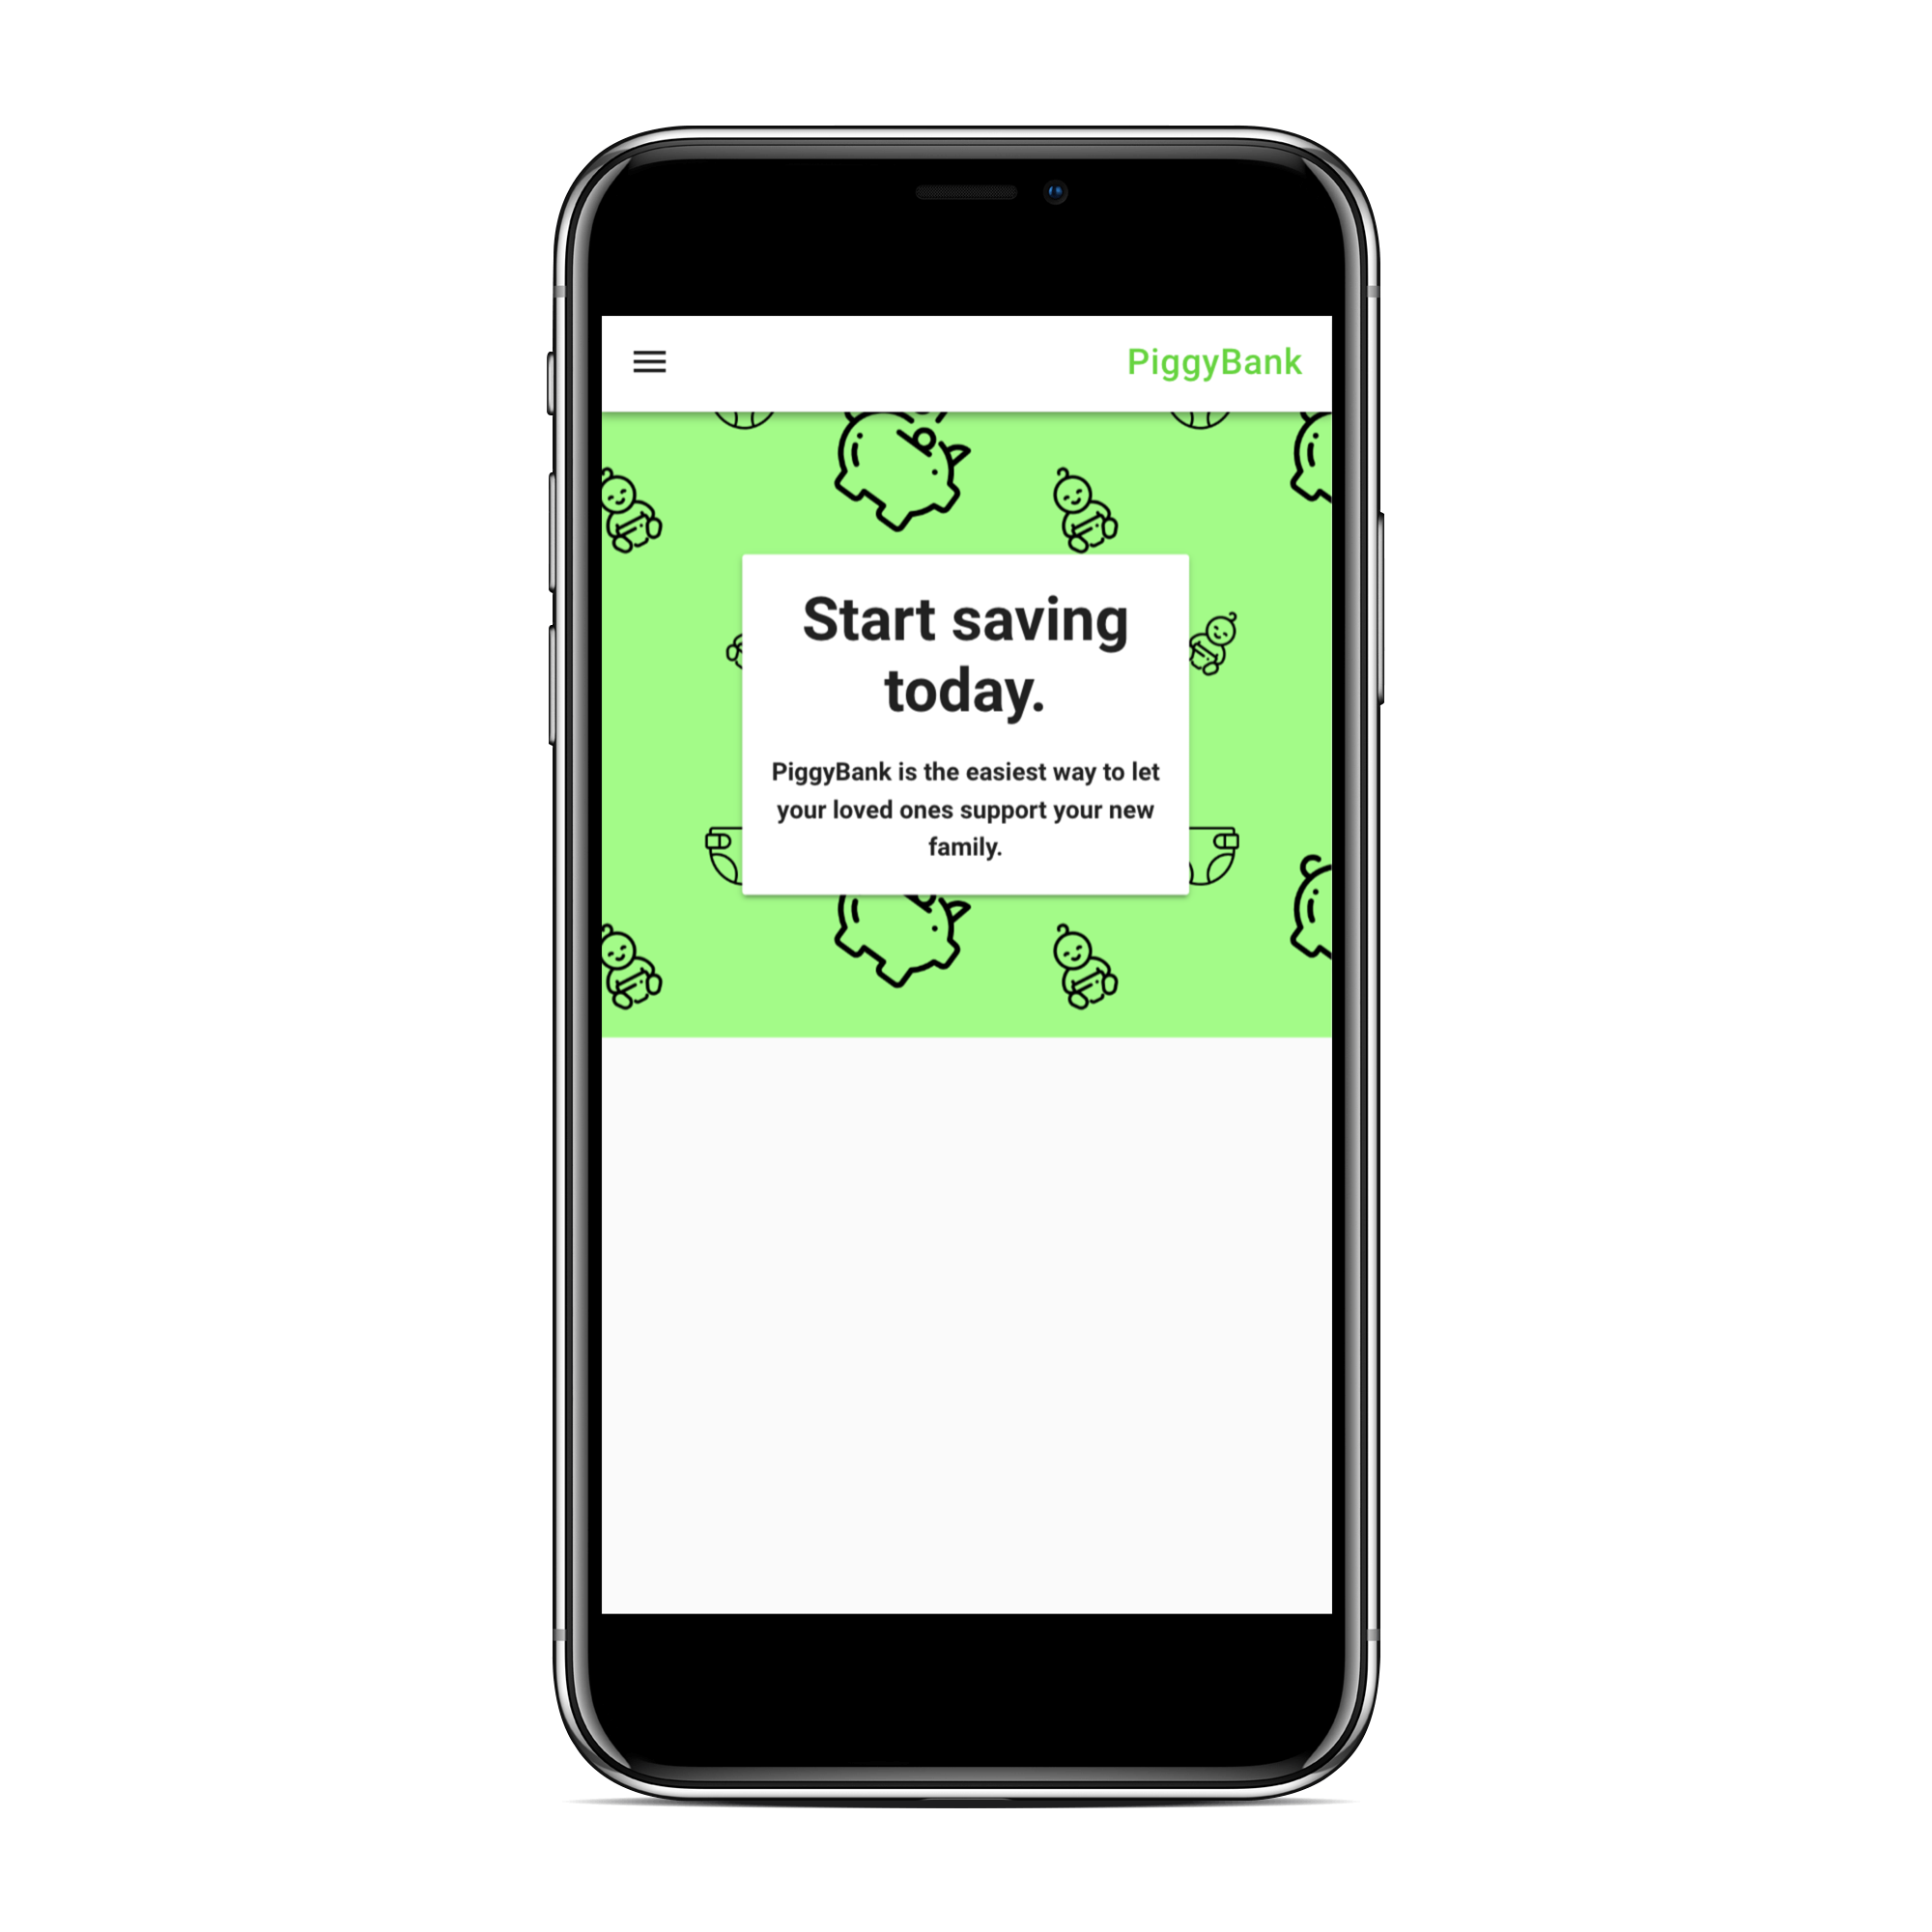 PiggyBank
Start saving
today.
PiggyBank is the easiest way to let
your loved ones support your new
family.